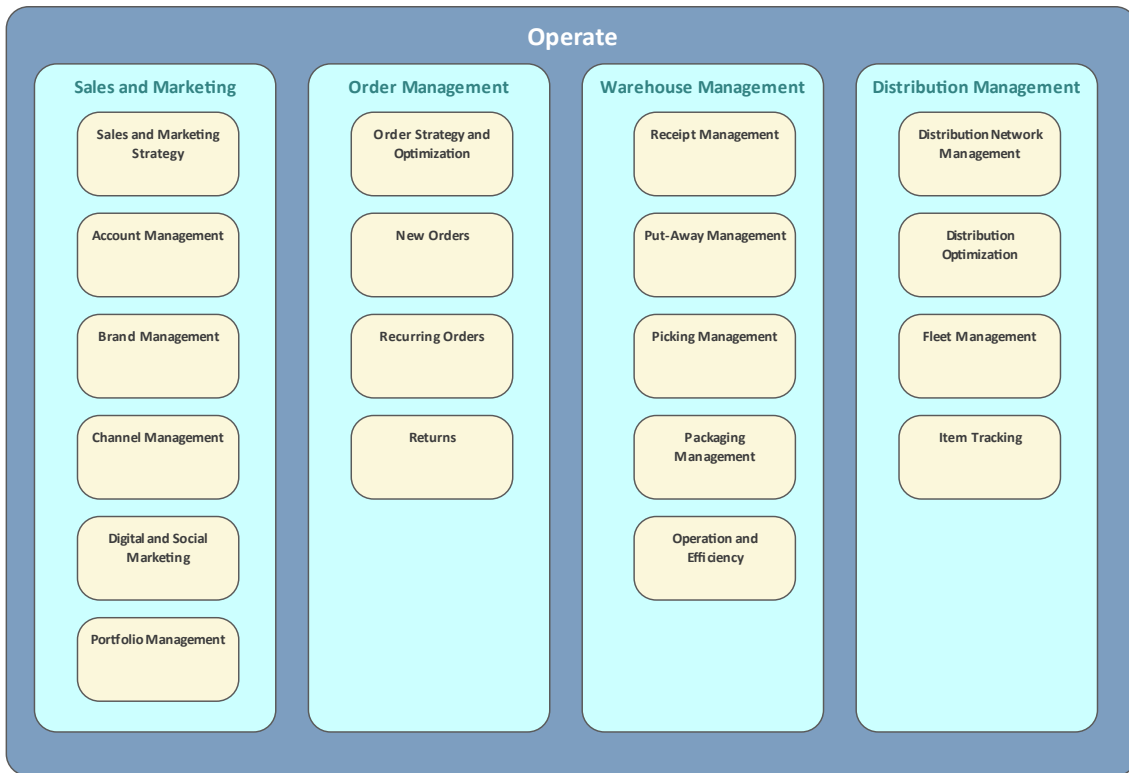 Operate
Sales and Marketing
Sales and Marketing
Strategy
Account Management
Brand Management
Channel Management
Digital and Social
Marketing
Portfolio Management
Order Management
Order Strategy and
Optimization
New Orders
Recurring Orders
Returns
Warehouse Management
Receipt Management
Put-Away Management
Picking Management
Packaging
Management
Operation and
Efficiency
Distribution Management
Distribution Network
Management
Distribution
Optimization
Fleet Management
Item Tracking